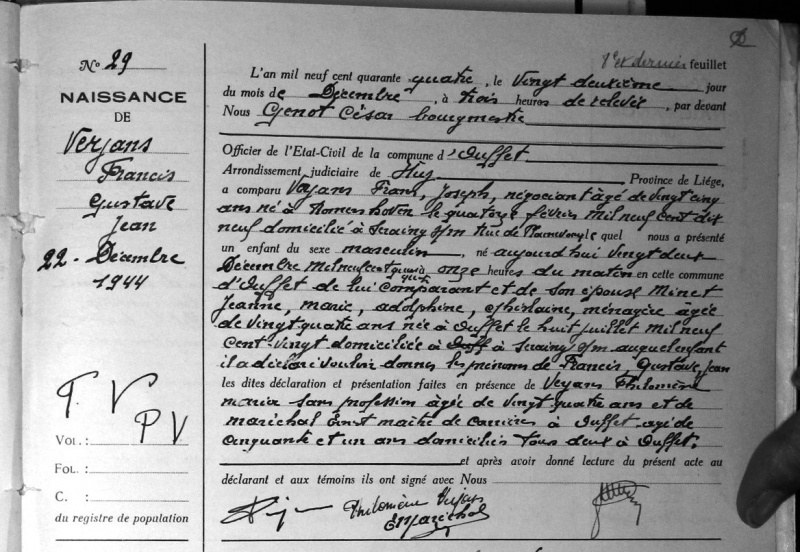 1er et dernier feuillet
No 29
NAISSANCE
DE
Verjans
Francis
Gustave
Jean
22 - Décembre
1944
VOL. :
FOL. :
C. :
du registre de population
P V
L'an mil neuf cent quarante quatre, le vingt deuxième jour
du mois de Décembre, à trois heures de relevée, par devant
Nous Genot César bourgmestre
Officier de l'Etat-Civil de la commune d'Ouffet
Arrondissement judiciaire de Huy Province de Liége,
a comparu Verjans Frans, Joseph, négociant âgé de vingt cinq
ans né à Romershoven le quatorze février mil neuf cent dix
neuf domicilié à Seraing s/m rue de quel nous a présenté
un enfant du sexe masculin, né aujourd'hui vingt deux
Décembre mil neuf cent quarante quatre onze heures du matin en cette commune
d'Ouffet de lui comparant et de son épouse Minet
Jeanne, Marie, adolphine, Ghislaine, ménagère âgée
de vingt quatre ans née à Ouffet le huit juillet mil neuf
cent-vingt domiciliée à Ouff à Seraing s/m auquel enfant
il a déclaré vouloir donner les prénoms de Francis, Gustave, Jean
les dites déclaration et présentation faites en présence de Verjans Philomène
maria sans profession âgée de vingt quatre ans et de
maréchal Ernest maître de carrières à Ouffet agé de
cinquante et un ans domiciliés tous deux à Ouffet.
et après avoir donné lecture du présent acte au
déclarant et aux témoins ils ont signé avec Nous
Philomène Verjans
E Maréchal